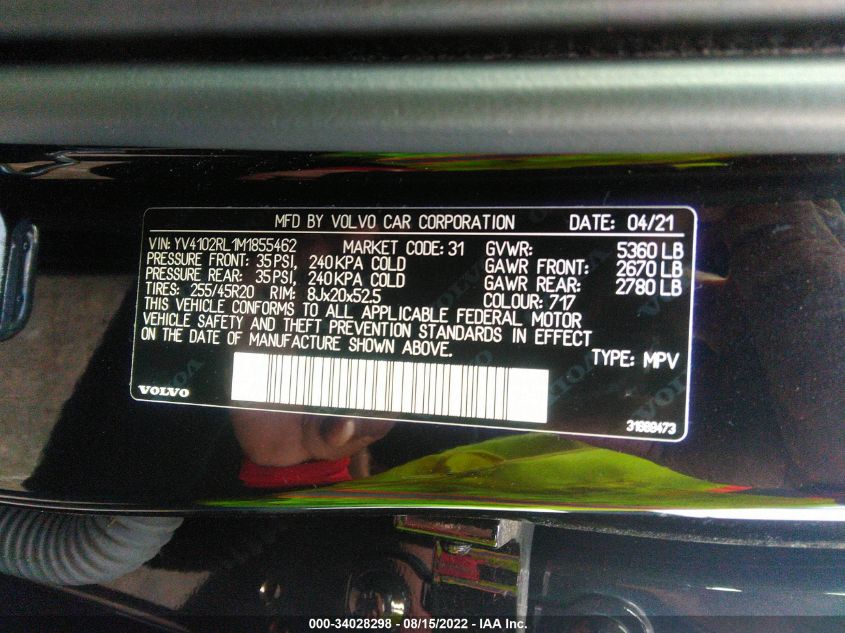 MFD BY VOLVO CAR CORPORATION DATE: 04/21
VIN: YV4102RL1M1855462 MARKET CODE: 31 GVWR: 5360 LB
PRESSURE FRONT: 35 PSI, 240 KPA COLD GAWR FRONT: 2670 LB
PRESSURE REAR: 35 PSI, 240 KPA COLD GAWR REAR: 2780 LB
TIRES: 255/45R20 RIM: 8Jx20x52.5 COLOUR: 717
THIS VEHICLE CONFORMS TO ALL APPLICABLE FEDERAL MOTOR
VEHICLE SAFETY AND THEFT PREVENTION STANDARDS IN EFFECT
ON THE DATE OF MANUFACTURE SHOWN ABOVE.
TYPE: MPV
VOLVO
31889473
000-34028298 - 08/15/2022 - IAA Inc.